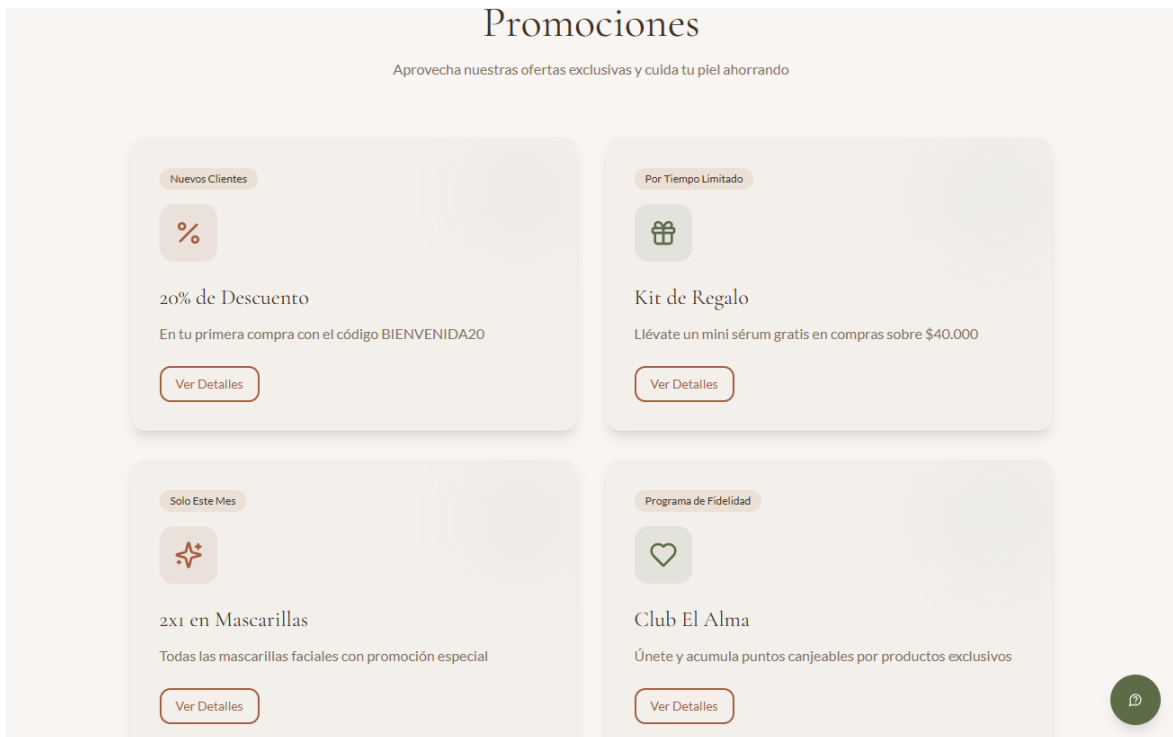 Promociones
Aprovecha nuestras ofertas exclusivas y cuida tu piel ahorrando
Nuevos Clientes
20% de Descuento
En tu primera compra con el código BIENVENIDA20
Ver Detalles
Por Tiempo Limitado
Kit de Regalo
Llévate un mini sérum gratis en compras sobre $40.000
Ver Detalles
Solo Este Mes
2x1 en Mascarillas
Todas las mascarillas faciales con promoción especial
Ver Detalles
Programa de Fidelidad
Club El Alma
Únete y acumula puntos canjeables por productos exclusivos
Ver Detalles